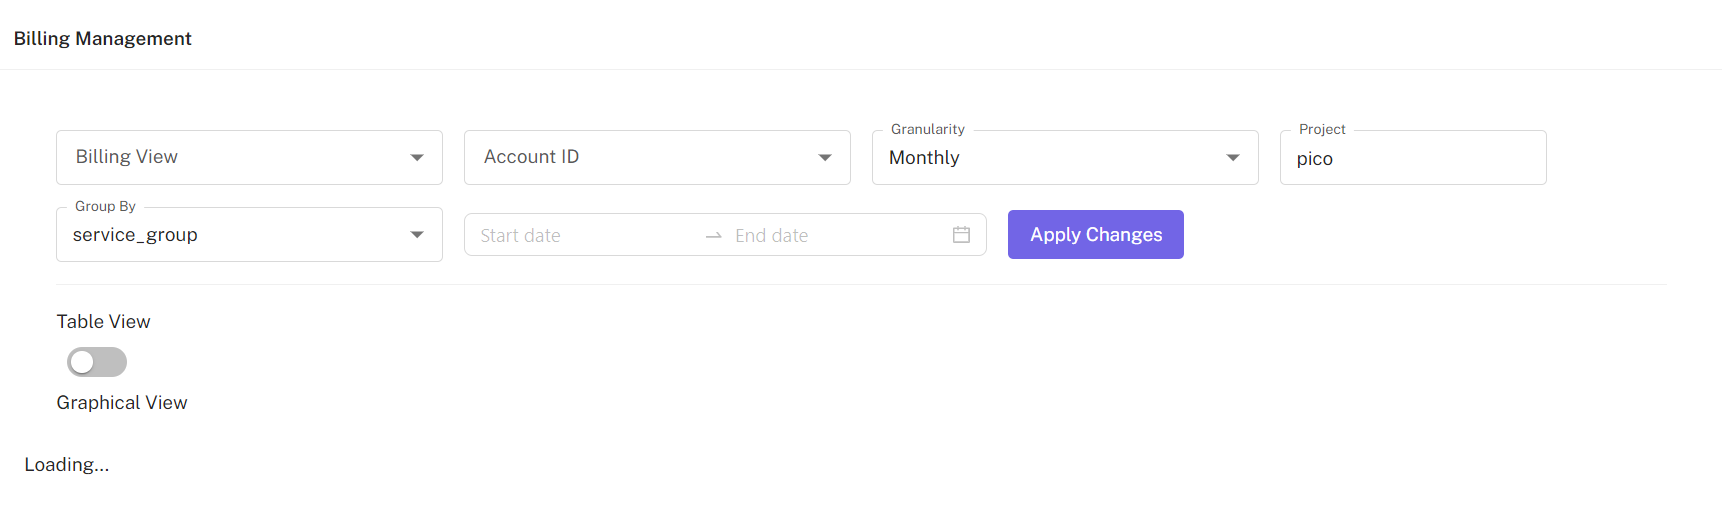 Billing Management
Billing View
Account ID
Granularity
Monthly
Project
pico
Group By
service_group
Start date
End date
Apply Changes
Table View
Graphical View
Loading...